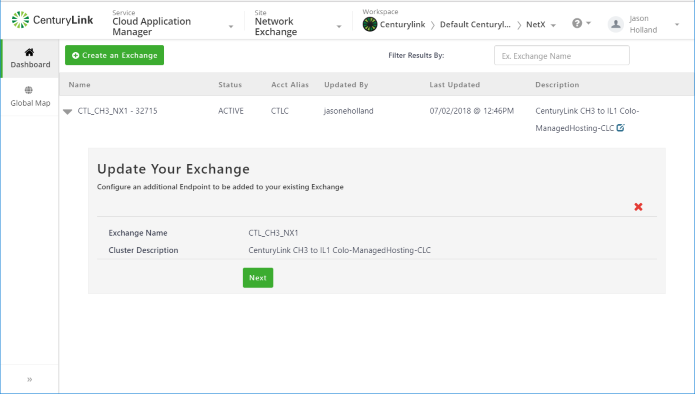 CenturyLink
Service
Cloud Application
Manager
Site
Network
Exchange
Workspace
Centurylink > Default Centuryl... > NetX
?
Jason
Holland
Dashboard
Global Map
»
Create an Exchange
Filter Results By:
Ex. Exchange Name
Name Status Acct Alias Updated By Last Updated Description
CTL_CH3_NX1 - 32715 ACTIVE CTLC jasoneholland 07/02/2018 @ 12:46PM CenturyLink CH3 to IL1 Colo-
ManagedHosting-CLC
Update Your Exchange
Configure an additional Endpoint to be added to your existing Exchange
Exchange Name CTL_CH3_NX1
Cluster Description CenturyLink CH3 to IL1 Colo-ManagedHosting-CLC
Next